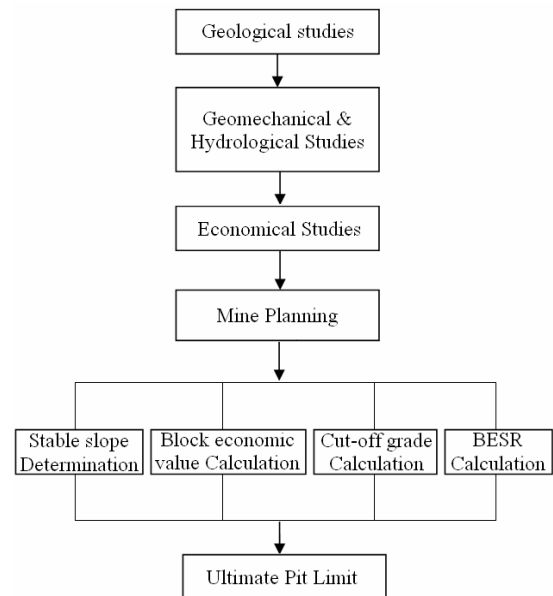 Geological studies
Geomechanical &
Hydrological Studies
Economical Studies
Mine Planning
Stable slope
Determination
Block economic
value Calculation
Cut-off grade
Calculation
BESR
Calculation
Ultimate Pit Limit